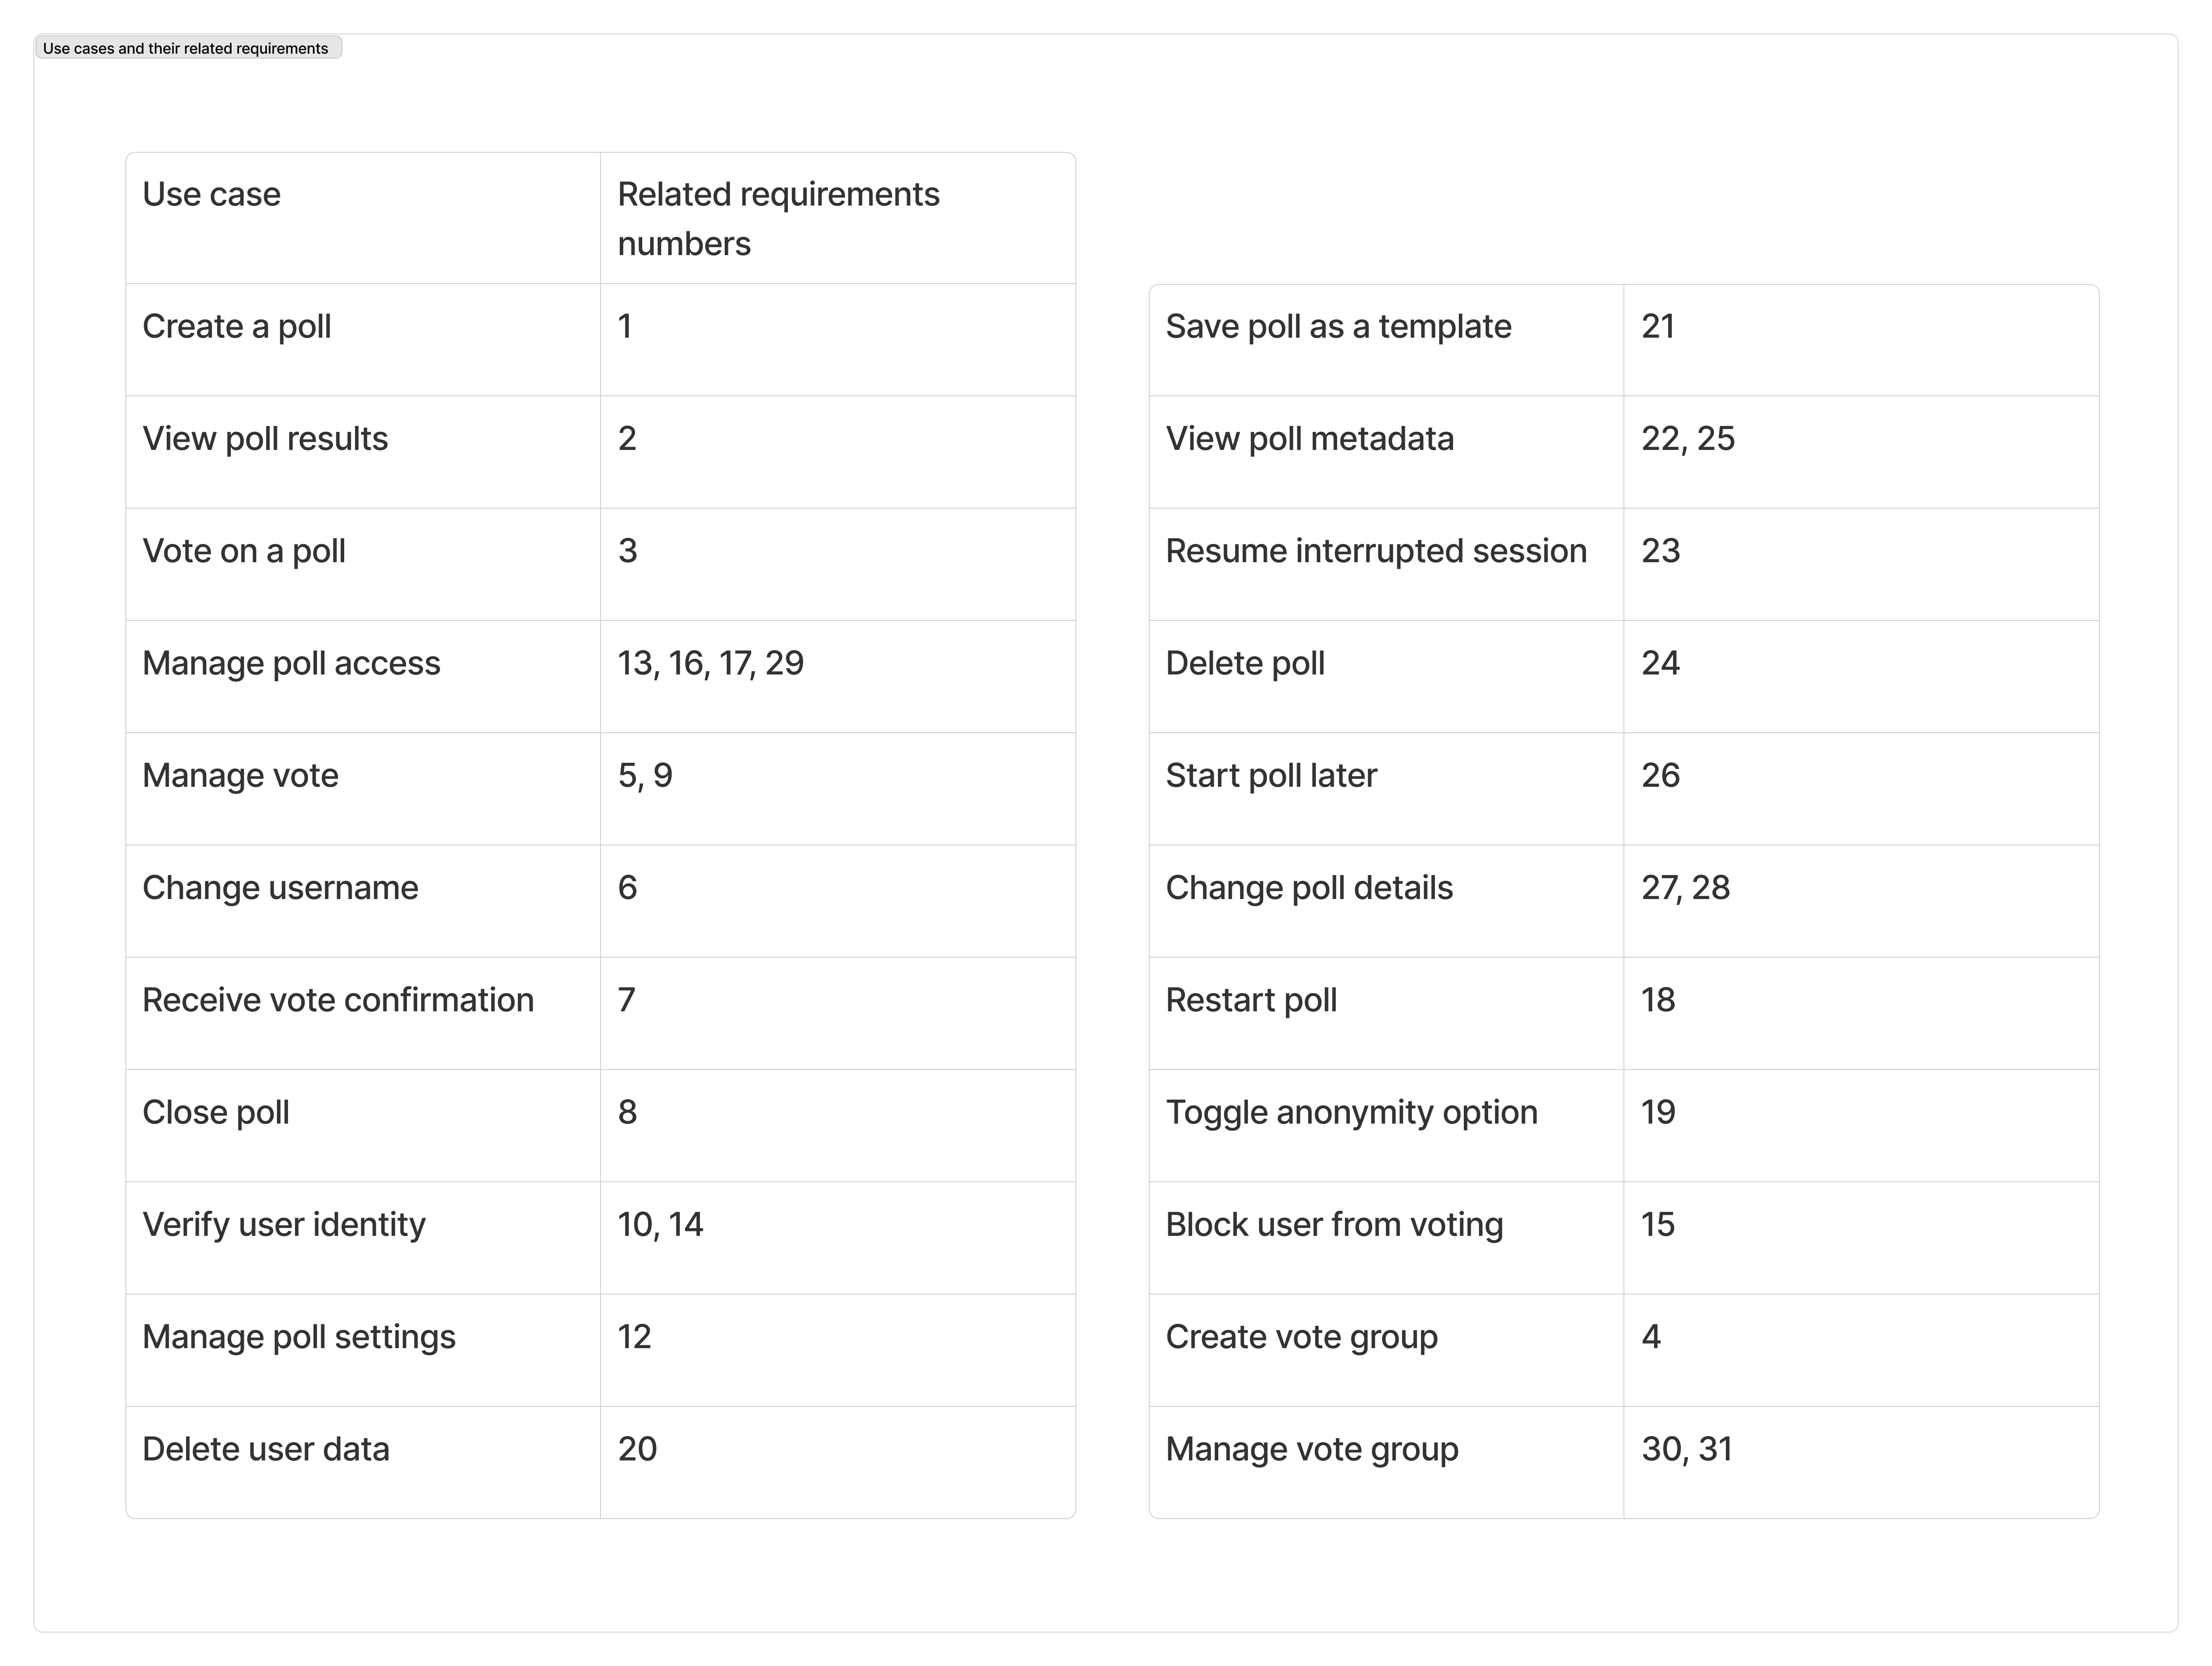 Use cases and their related requirements
Use case
Related requirements
numbers
Create a poll
1
View poll results
2
Vote on a poll
3
Manage poll access
13, 16, 17, 29
Manage vote
5, 9
Change username
6
Receive vote confirmation
7
Close poll
8
Verify user identity
10, 14
Manage poll settings
12
Delete user data
20
Save poll as a template
21
View poll metadata
22, 25
Resume interrupted session
23
Delete poll
24
Start poll later
26
Change poll details
27, 28
Restart poll
18
Toggle anonymity option
19
Block user from voting
15
Create vote group
4
Manage vote group
30, 31